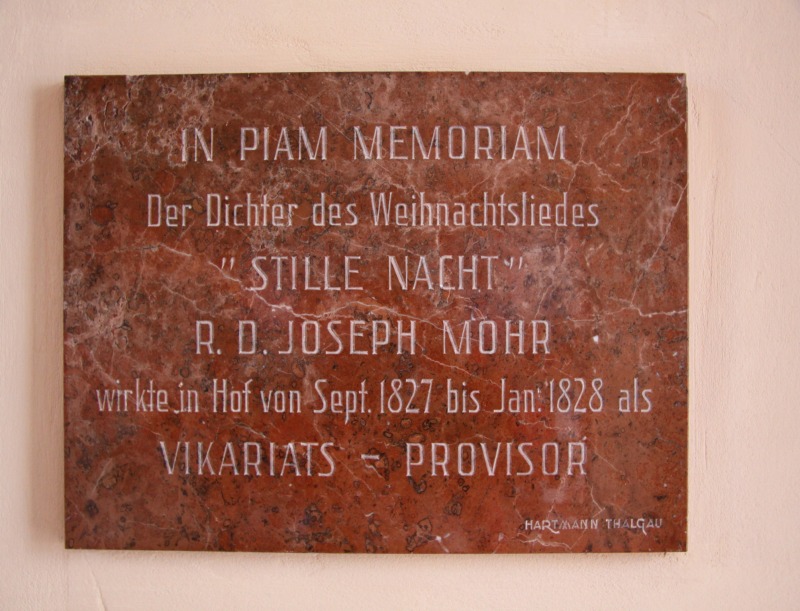 IN PIAM MEMORIAM
Der Dichter des Weihnachtsliedes
"STILLE NACHT"
R. D. JOSEPH MOHR
wirkte in Hof von Sept. 1827 bis Jan. 1828 als
VIKARIATS - PROVISOR
HARTMANN THALGAU